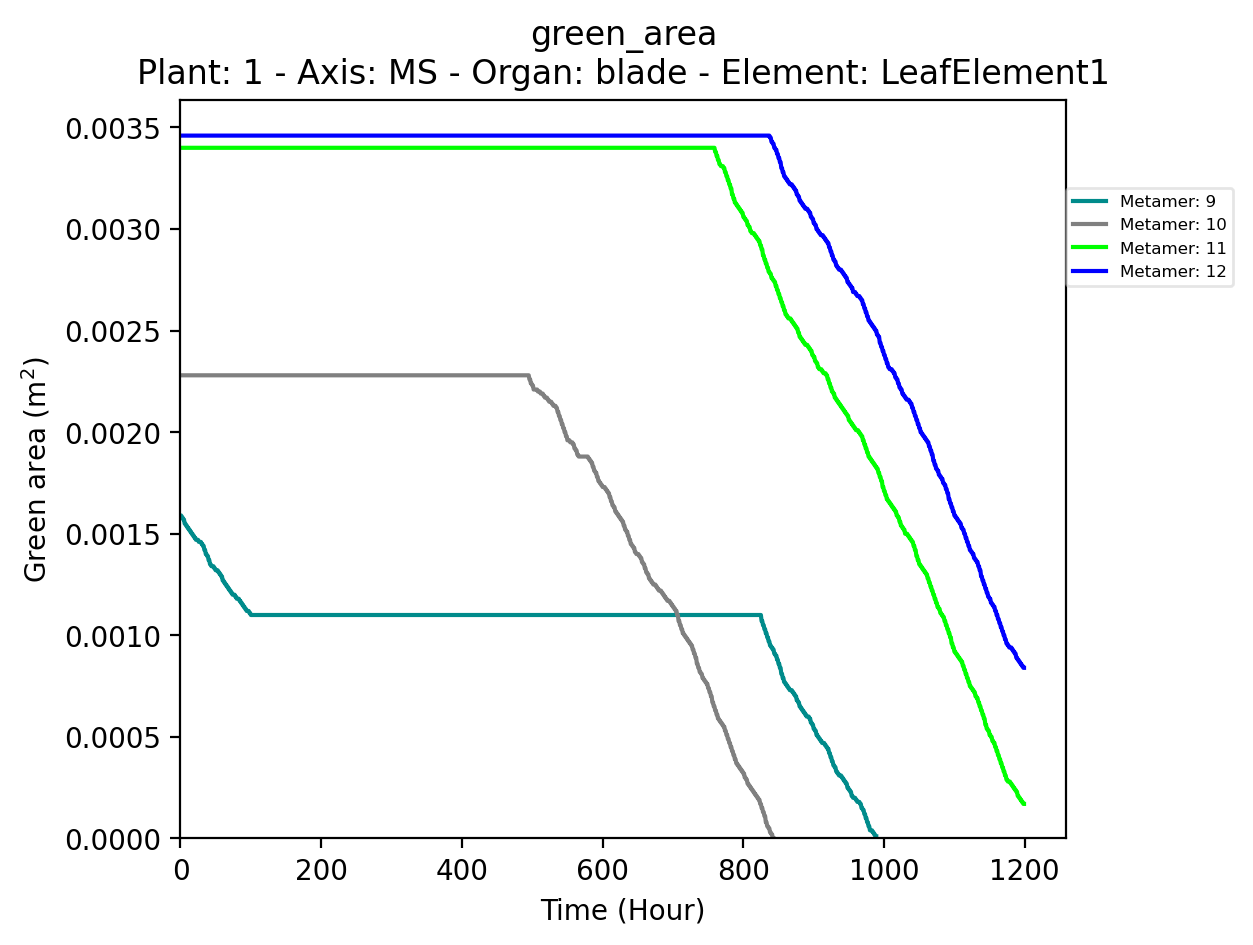 green_area
Plant: 1 - Axis: MS - Organ: blade - Element: LeafElement1
Green area (m²)
0.0035
0.0030
0.0025
0.0020
0.0015
0.0010
0.0005
0.0000
0 200 400 600 800 1000 1200
Time (Hour)
Metamer: 9
Metamer: 10
Metamer: 11
Metamer: 12